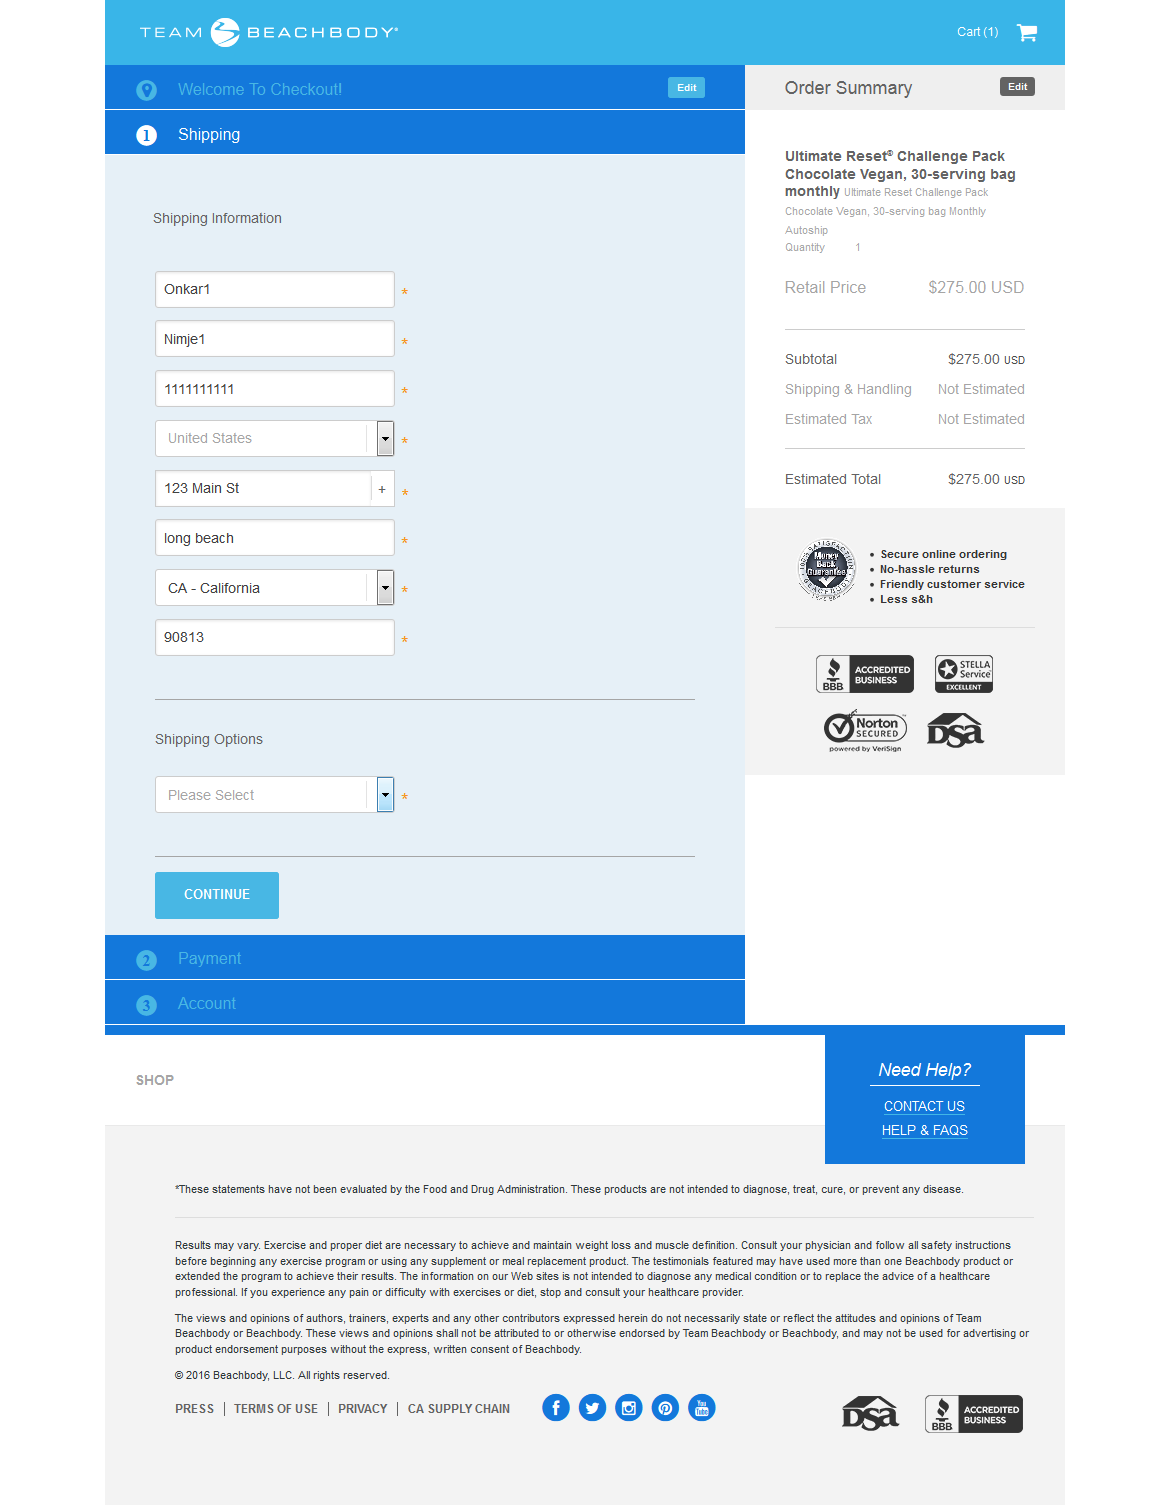 TEAM BEACHBODY
Cart (1)
Welcome To Checkout!
Edit
1 Shipping
Shipping Information
Onkar1 *
Nimje1 *
1111111111 *
United States *
123 Main St + *
long beach *
CA - California *
90813 *
Shipping Options
Please Select *
CONTINUE
2 Payment
3 Account
Order Summary
Edit
Ultimate Reset® Challenge Pack
Chocolate Vegan, 30-serving bag
monthly Ultimate Reset Challenge Pack
Chocolate Vegan, 30-serving bag Monthly
Autoship
Quantity 1
Retail Price $275.00 USD
Subtotal $275.00 USD
Shipping & Handling Not Estimated
Estimated Tax Not Estimated
Estimated Total $275.00 USD
Money
Back
Guarantee
BEACHBODY
• Secure online ordering
• No-hassle returns
• Friendly customer service
• Less s&h
BBB ACCREDITED
BUSINESS
STELLA
Service
EXCELLENT
Norton
SECURED
powered by VeriSign
DSA
SHOP
Need Help?
CONTACT US
HELP & FAQS
*These statements have not been evaluated by the Food and Drug Administration. These products are not intended to diagnose, treat, cure, or prevent any disease.
Results may vary. Exercise and proper diet are necessary to achieve and maintain weight loss and muscle definition. Consult your physician and follow all safety instructions
before beginning any exercise program or using any supplement or meal replacement product. The testimonials featured may have used more than one Beachbody product or
extended the program to achieve their results. The information on our Web sites is not intended to diagnose any medical condition or to replace the advice of a healthcare
professional. If you experience any pain or difficulty with exercises or diet, stop and consult your healthcare provider.
The views and opinions of authors, trainers, experts and any other contributors expressed herein do not necessarily state or reflect the attitudes and opinions of Team
Beachbody or Beachbody. These views and opinions shall not be attributed to or otherwise endorsed by Team Beachbody or Beachbody, and may not be used for advertising or
product endorsement purposes without the express, written consent of Beachbody.
© 2016 Beachbody, LLC. All rights reserved.
PRESS | TERMS OF USE | PRIVACY | CA SUPPLY CHAIN
You
Tube
DSA
BBB ACCREDITED
BUSINESS